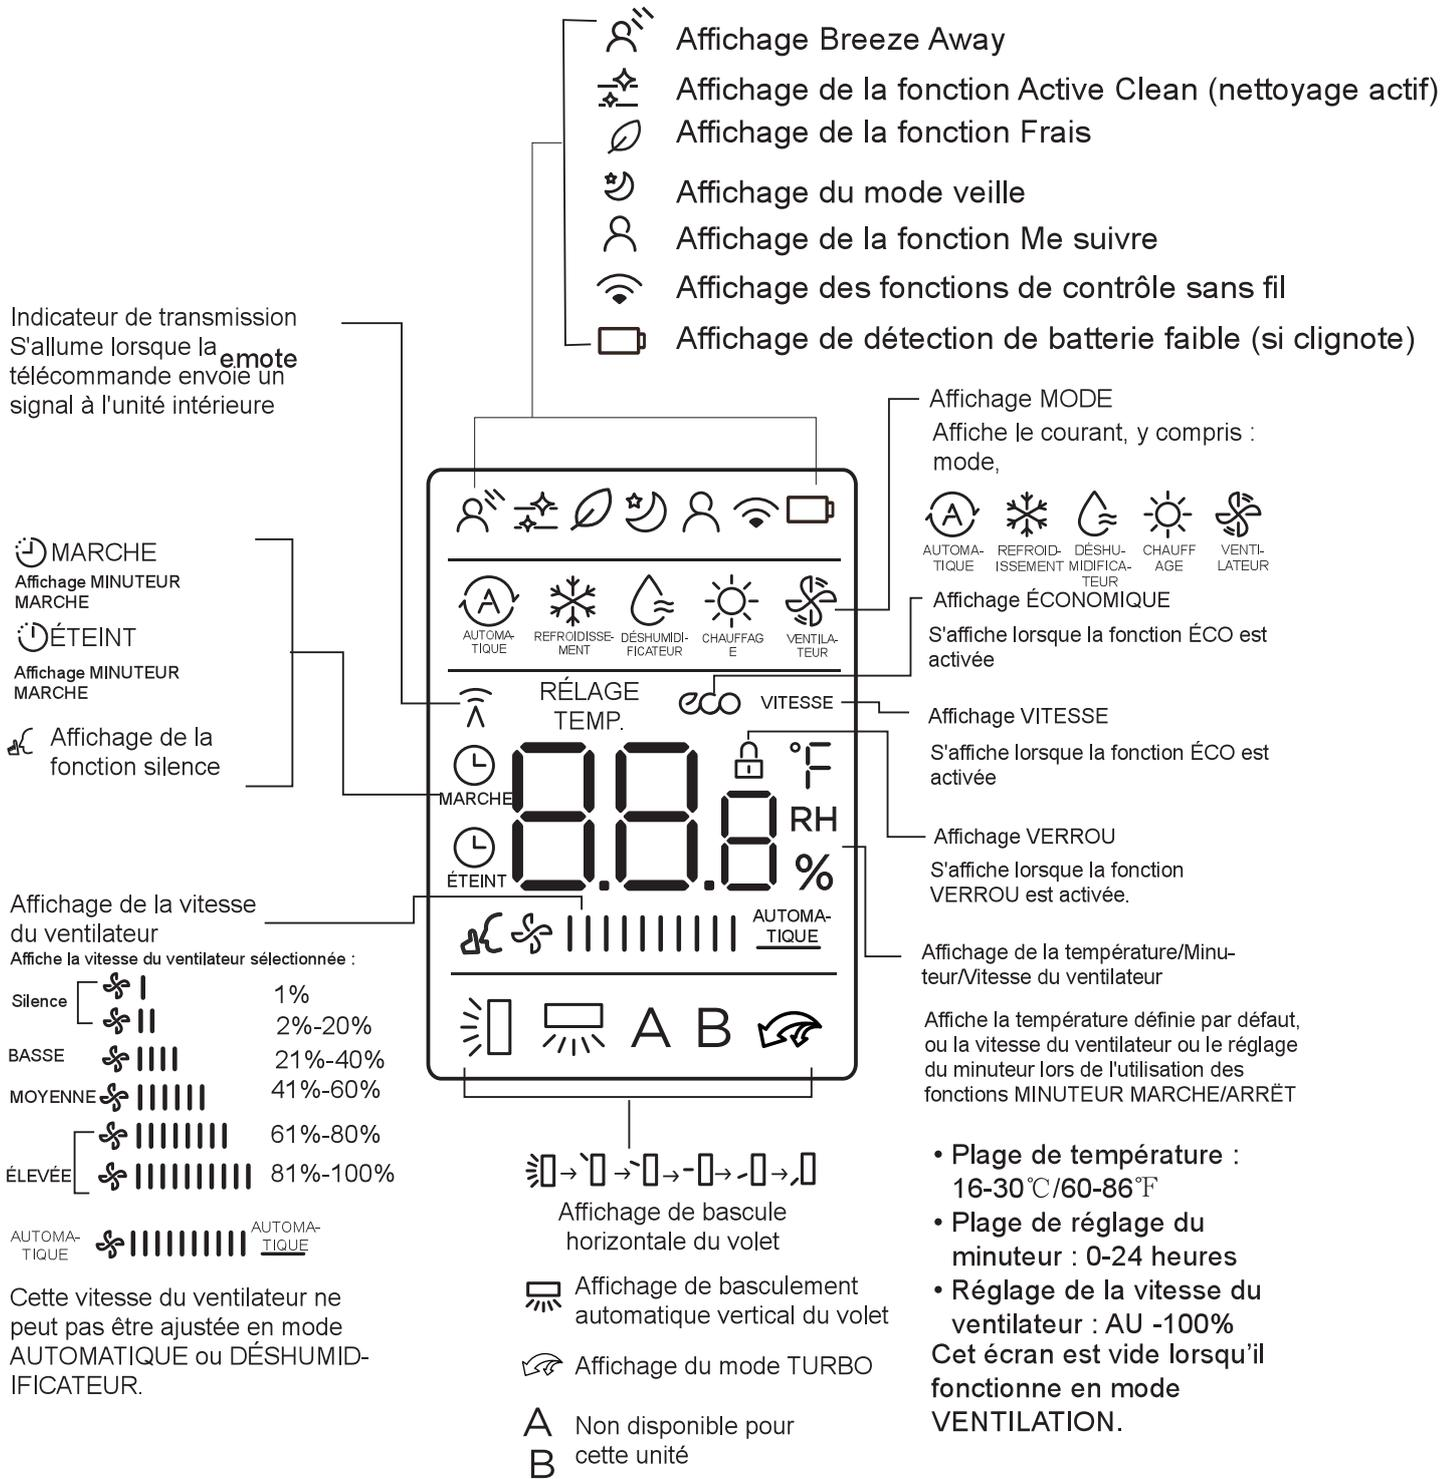 Affichage Breeze Away
Affichage de la fonction Active Clean (nettoyage actif)
Affichage de la fonction Frais
Affichage du mode veille
Affichage de la fonction Me suivre
Affichage des fonctions de contrôle sans fil
Affichage de détection de batterie faible (si clignote)
Indicateur de transmission
S'allume lorsque la
emote
télécommande envoie un
signal à l'unité intérieure
MARCHE
Affichage MINUTEUR
MARCHE
ÉTEINT
Affichage MINUTEUR
MARCHE
Affichage de la
fonction silence
Affichage de la vitesse
du ventilateur
Affiche la vitesse du ventilateur sélectionnée :
Silence
1%
2%-20%
BASSE
21%-40%
MOYENNE
41%-60%
61%-80%
ÉLEVÉE
81%-100%
AUTOMA-
TIQUE
AUTOMA-
TIQUE
Cette vitesse du ventilateur ne
peut pas être ajustée en mode
AUTOMATIQUE ou DÉSHUMID-
IFICATEUR.
A
AUTOMA-
TIQUE
REFROIDISSE-
MENT
DÉSHUMIDI-
FICATEUR
CHAUFFAG
E
VENTILA-
TEUR
RÉLAGE
TEMP.
eco
VITESSE
MARCHE
88.8.
°F
RH
%
ÉTEINT
AUTOMA-
TIQUE
A B
Affichage de bascule
horizontale du volet
Affichage de basculement
automatique vertical du volet
Affichage du mode TURBO
A
B
Non disponible pour
cette unité
Affichage MODE
Affiche le courant, y compris :
mode,
A
AUTOMA-
TIQUE
REFROID-
ISSEMENT
DÉSHU-
MIDIFICA-
TEUR
CHAUFF
AGE
VENTI-
LATEUR
Affichage ÉCONOMIQUE
S'affiche lorsque la fonction ÉCO est
activée
Affichage VITESSE
S'affiche lorsque la fonction ÉCO est
activée
Affichage VERROU
S'affiche lorsque la fonction
VERROU est activée.
Affichage de la température/Minu-
teur/Vitesse du ventilateur
Affiche la température définie par défaut,
ou la vitesse du ventilateur ou le réglage
du minuteur lors de l'utilisation des
fonctions MINUTEUR MARCHE/ARRËT
• Plage de température :
16-30℃/60-86℉
• Plage de réglage du
minuteur : 0-24 heures
• Réglage de la vitesse du
ventilateur : AU -100%
Cet écran est vide lorsqu'il
fonctionne en mode
VENTILATION.